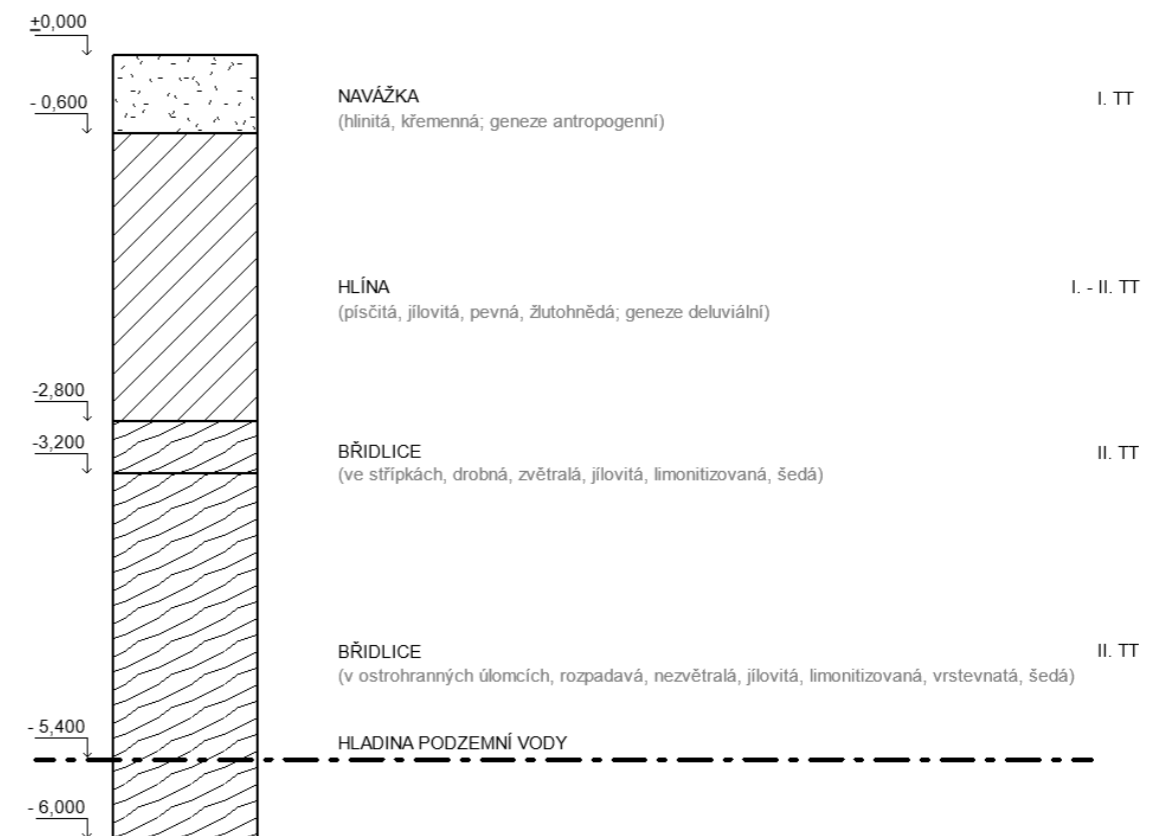 ±0,000
- 0,600
NAVÁŽKA
I. TT
(hlinitá, křemenná; geneze antropogenní)
HLÍNA
I. - II. TT
(písčitá, jílovitá, pevná, žlutohnědá; geneze deluviální)
-2,800
-3,200
BŘIDLICE
II. TT
(ve střípkách, drobná, zvětralá, jílovitá, limonitizovaná, šedá)
BŘIDLICE
II. TT
(v ostrohranných úlomcích, rozpadavá, nezvětralá, jílovitá, limonitizovaná, vrstevnatá, šedá)
- 5,400
HLADINA PODZEMNÍ VODY
- 6,000